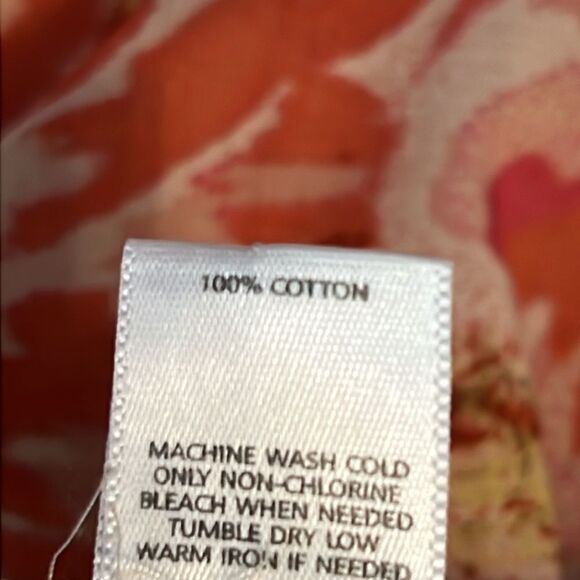 100% COTTON
MACHINE WASH COLD
ONLY NON-CHLORINE
BLEACH WHEN NEEDED
TUMBLE DRY LOW
WARM IRON IF NEEDED